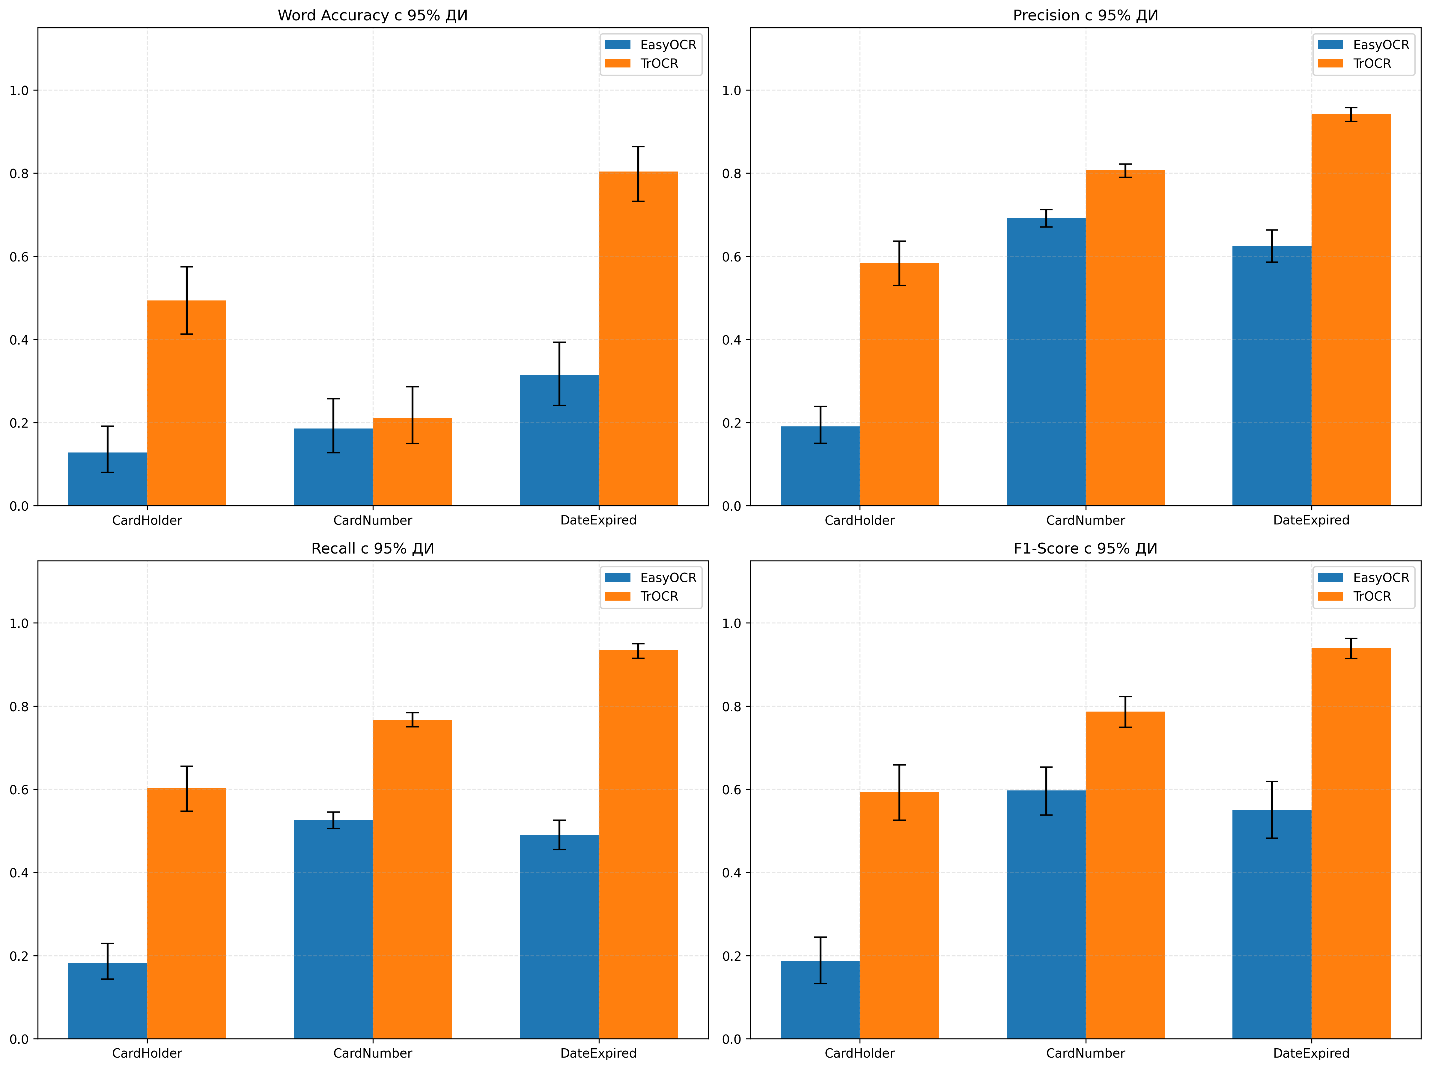 Word Accuracy с 95% ДИ
EasyOCR
TrOCR
1.0
0.8
0.6
0.4
0.2
0.0
CardHolder
CardNumber
DateExpired
Precision с 95% ДИ
EasyOCR
TrOCR
1.0
0.8
0.6
0.4
0.2
0.0
CardHolder
CardNumber
DateExpired
Recall с 95% ДИ
EasyOCR
TrOCR
1.0
0.8
0.6
0.4
0.2
0.0
CardHolder
CardNumber
DateExpired
F1-Score с 95% ДИ
EasyOCR
TrOCR
1.0
0.8
0.6
0.4
0.2
0.0
CardHolder
CardNumber
DateExpired